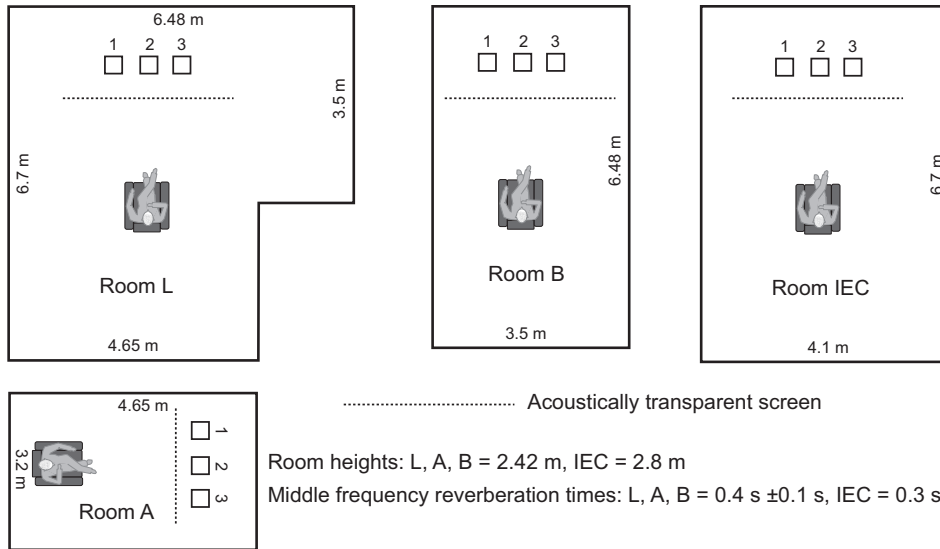 6.48 m
1 2 3
3.5 m
6.7 m
Room L
4.65 m
1 2 3
6.48 m
Room B
3.5 m
1 2 3
6.7 m
Room IEC
4.1 m
4.65 m
1
2
3
3.2 m
Room A
Acoustically transparent screen
Room heights: L, A, B = 2.42 m, IEC = 2.8 m
Middle frequency reverberation times: L, A, B = 0.4 s ±0.1 s, IEC = 0.3 s